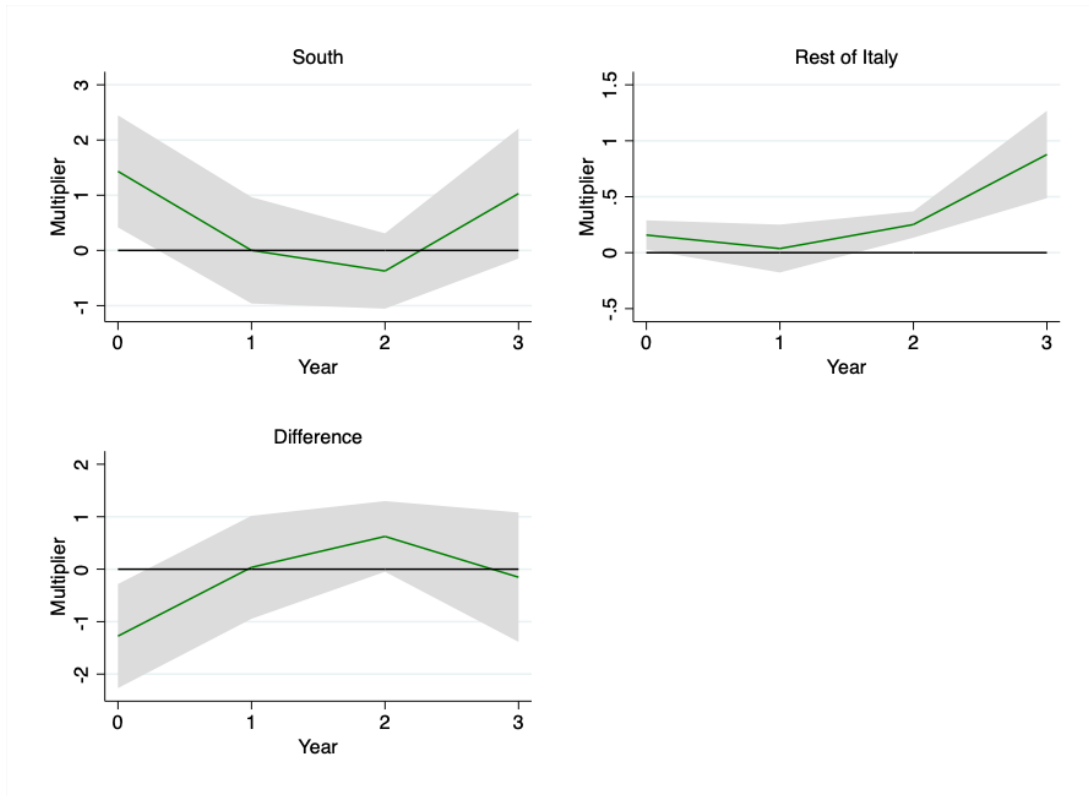 South
Multiplier
3
2
1
0
-1
0 1 2 3
Year
Rest of Italy
Multiplier
1.5
1
.5
0
-.5
0 1 2 3
Year
Difference
Multiplier
2
1
0
-1
-2
0 1 2 3
Year